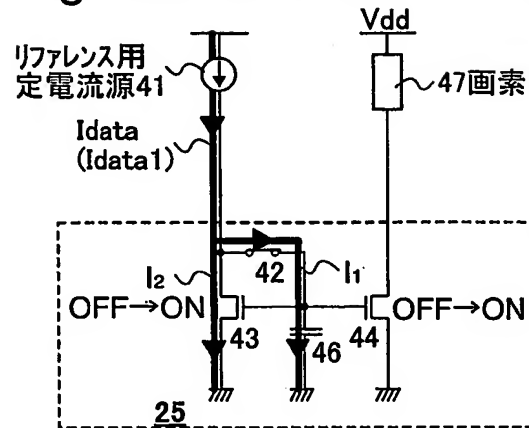 Vdd
リファレンス用
定電流源41
47画素
Idata
(Idata1)
I2
42
I1
OFF→ON
43
46
44
OFF→ON
25